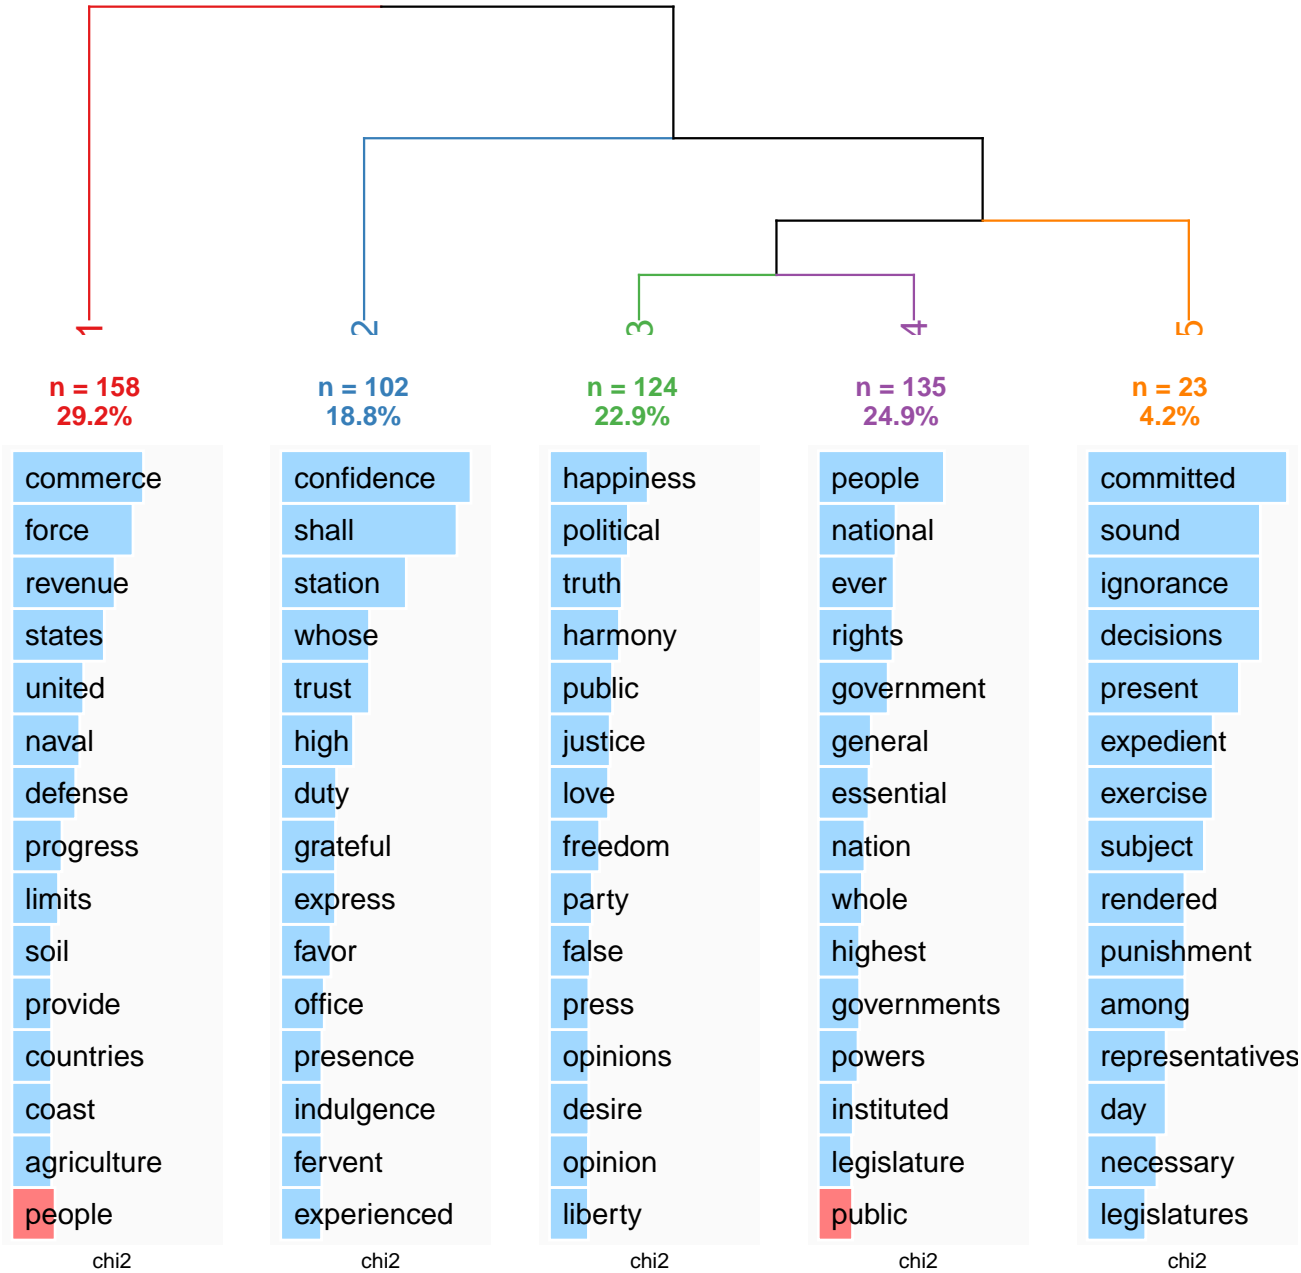 1
2
3
4
5
n = 158
29.2%
n = 102
18.8%
n = 124
22.9%
n = 135
24.9%
n = 23
4.2%
commerce
force
revenue
states
united
naval
defense
progress
limits
soil
provide
countries
coast
agriculture
people
chi2
confidence
shall
station
whose
trust
high
duty
grateful
express
favor
office
presence
indulgence
fervent
experienced
chi2
happiness
political
truth
harmony
public
justice
love
freedom
party
false
press
opinions
desire
opinion
liberty
chi2
people
national
ever
rights
government
general
essential
nation
whole
highest
governments
powers
instituted
legislature
public
chi2
committed
sound
ignorance
decisions
present
expedient
exercise
subject
rendered
punishment
among
representatives
day
necessary
legislatures
chi2